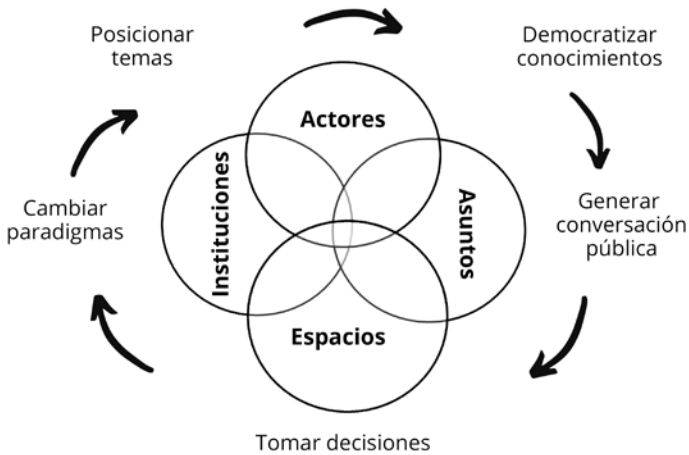 Posicionar
temas
Democratizar
conocimientos
Actores
Instituciones
Asuntos
Cambiar
paradigmas
Generar
conversación
pública
Espacios
Tomar decisiones